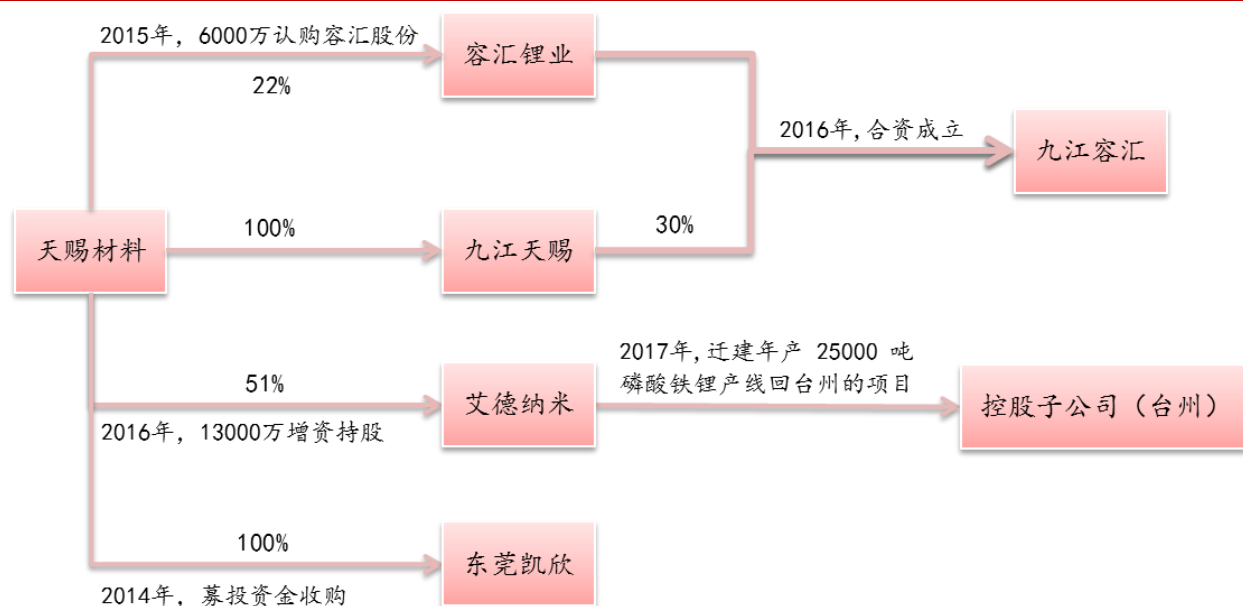 2015年，6000万认购容汇股份
22%
容汇锂业
2016年,合资成立
九江容汇
天赐材料
100%
九江天赐
30%
51%
2016年，13000万增资持股
艾德纳米
2017年,迁建年产 25000 吨
磷酸铁锂产线回台州的项目
控股子公司（台州）
100%
2014年，募投资金收购
东莞凯欣